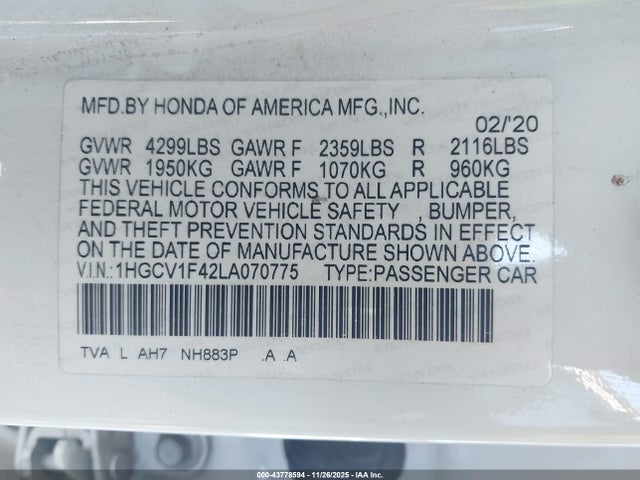 MFD.BY HONDA OF AMERICA MFG.,INC.
02/'20
GVWR 4299LBS GAWR F 2359LBS R 2116LBS
GVWR 1950KG GAWR F 1070KG R 960KG
THIS VEHICLE CONFORMS TO ALL APPLICABLE
FEDERAL MOTOR VEHICLE SAFETY , BUMPER,
AND THEFT PREVENTION STANDARDS IN EFFECT
ON THE DATE OF MANUFACTURE SHOWN ABOVE.
V.I.N.:1HGCV1F42LA070775 TYPE:PASSENGER CAR
TVA L AH7 NH883P .A .A
000-43778594 - 11/26/2025 - IAA Inc.